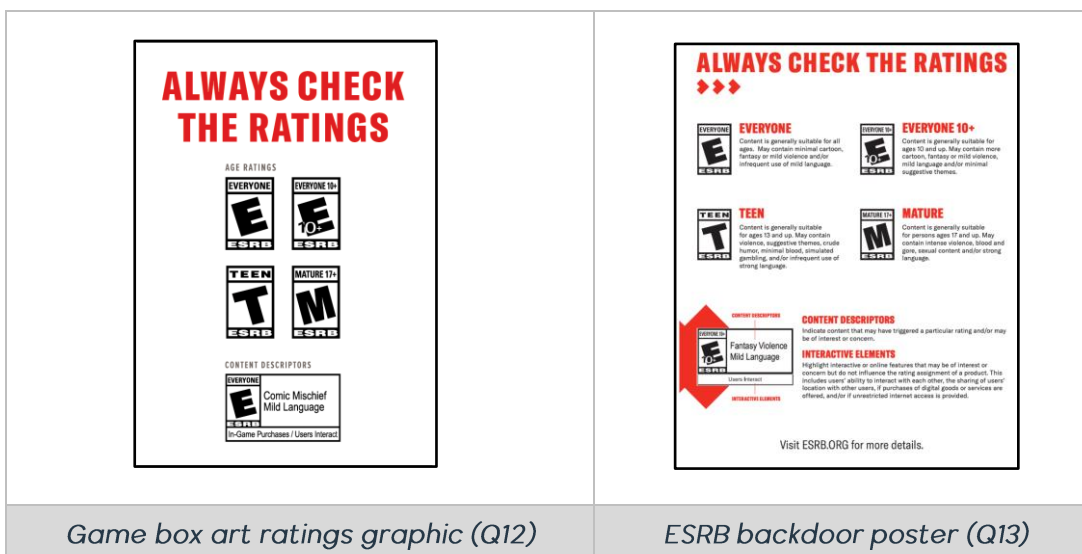 ALWAYS CHECK
THE RATINGS
AGE RATINGS
EVERYONE
E
ESRB
EVERYONE 10+
E
10+
ESRB
TEEN
T
ESRB
MATURE 17+
M
ESRB
CONTENT DESCRIPTORS
EVERYONE
E
ESRB
Comic Mischief
Mild Language
In-Game Purchases / Users Interact
Game box art ratings graphic (Q12)
ALWAYS CHECK THE RATINGS
EVERYONE
E
ESRB
EVERYONE
Content is generally suitable for all
ages. May contain minimal cartoon,
fantasy or mild violence and/or
infrequent use of mild language.
EVERYONE 10+
E
10+
ESRB
EVERYONE 10+
Content is generally suitable for
ages 10 and up. May contain more
cartoon, fantasy or mild violence,
mild language and/or minimal
suggestive themes.
TEEN
T
ESRB
TEEN
Content is generally suitable
for ages 13 and up. May contain
violence, suggestive themes, crude
humor, minimal blood, simulated
gambling, and/or infrequent use of
strong language.
MATURE 17+
M
ESRB
MATURE
Content is generally suitable
for persons ages 17 and up. May
contain intense violence, blood and
gore, sexual content and/or strong
language.
CONTENT DESCRIPTORS
EVERYONE 10+
E
10+
ESRB
Fantasy Violence
Mild Language
Users Interact
INTERACTIVE ELEMENTS
CONTENT DESCRIPTORS
Indicate content that may have triggered a particular rating and/or may
be of interest or concern.
INTERACTIVE ELEMENTS
Highlight interactive or online features that may be of interest or
concern but do not influence the rating assignment of a product. This
includes users' ability to interact with each other, the sharing of users'
location with other users, if purchases of digital goods or services are
offered, and/or if unrestricted internet access is provided.
Visit ESRB.ORG for more details.
ESRB backdoor poster (Q13)